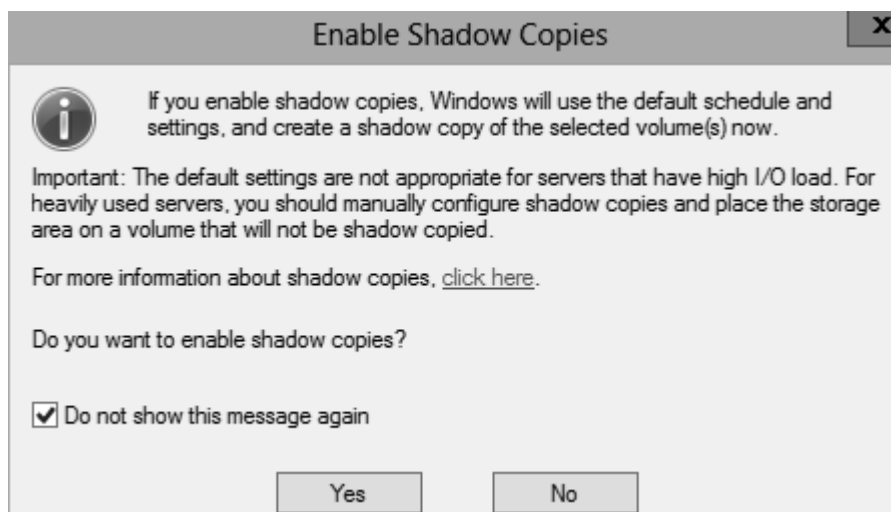 Enable Shadow Copies
x
If you enable shadow copies, Windows will use the default schedule and
settings, and create a shadow copy of the selected volume(s) now.
Important: The default settings are not appropriate for servers that have high I/O load. For
heavily used servers, you should manually configure shadow copies and place the storage
area on a volume that will not be shadow copied.
For more information about shadow copies, click here.
Do you want to enable shadow copies?
Do not show this message again
Yes
No